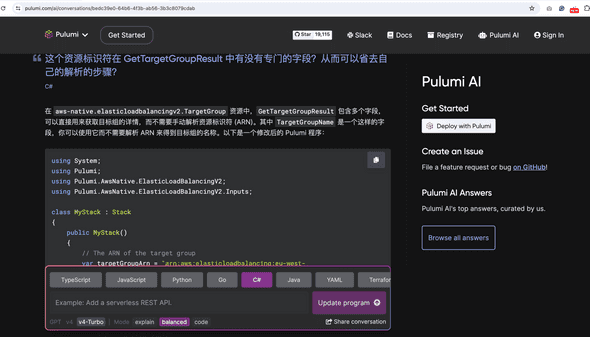 pulumi.com/ai/conversations/bedc39e0-64b6-4f3b-ab56-3b3c8079cdab
Pulumi
Get Started
Star 19,115
Slack
Docs
Registry
Pulumi AI
Sign In
这个资源标识符在 GetTargetGroupResult 中有没有专门的字段？从而可以省去自
己的解析的步骤？
C#
在 aws-native.elasticloadbalancingv2.TargetGroup 资源中，GetTargetGroupResult 包含多个字段，
可以直接用来获取目标组的详情，而不需要手动解析资源标识符 (ARN)。其中 TargetGroupName 是一个这样的字
段，你可以使用它而不需要解析 ARN 来得到目标组的名称。以下是一个修改后的 Pulumi 程序：
using System;
using Pulumi;
using Pulumi.AwsNative.ElasticLoadBalancingV2;
using Pulumi.AwsNative.ElasticLoadBalancingV2.Inputs;
class MyStack : Stack
{
public MyStack()
{
// The ARN of the target group
var targetGroupArn = "arn:aws:elasticloadbalancing:eu-west-
TypeScript
JavaScript
Python
Go
C#
Java
YAML
Terrafor
Example: Add a serverless REST API.
Update program
GPT v4 v4-Turbo Mode explain balanced code
Share conversation
Pulumi AI
Get Started
Deploy with Pulumi
Create an Issue
File a feature request or bug on GitHub!
Pulumi AI Answers
Pulumi AI's top answers, curated by us.
Browse all answers